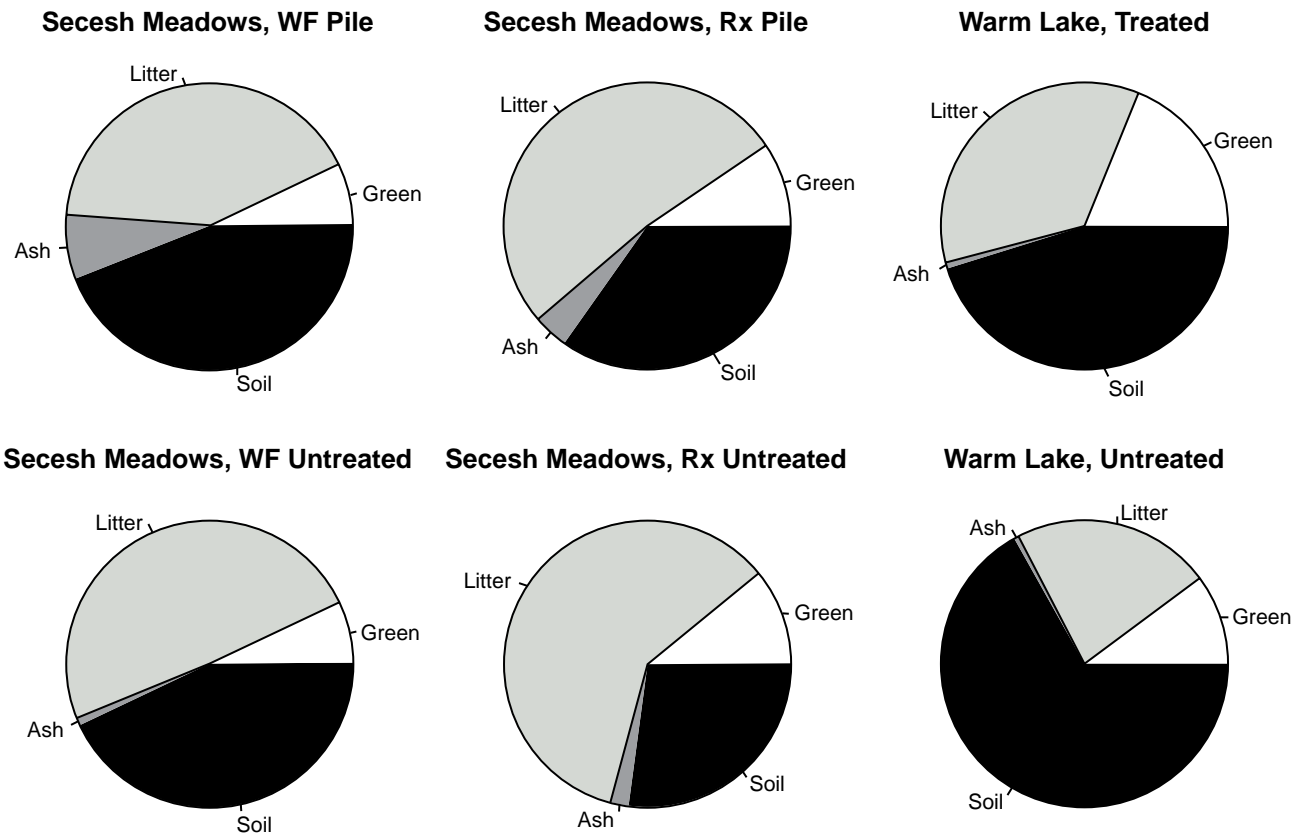 Secesh Meadows, WF Pile
Litter
Green
Ash
Soil
Secesh Meadows, Rx Pile
Litter
Green
Ash
Soil
Warm Lake, Treated
Litter
Green
Ash
Soil
Secesh Meadows, WF Untreated
Litter
Green
Ash
Soil
Secesh Meadows, Rx Untreated
Litter
Green
Soil
Ash
Warm Lake, Untreated
Litter
Ash
Green
Soil